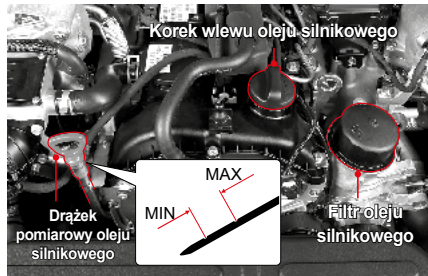 Korek wlewu oleju silnikowego
MAX
MIN
Drążek
pomiarowy oleju
silnikowego
Filtr oleju
silnikowego